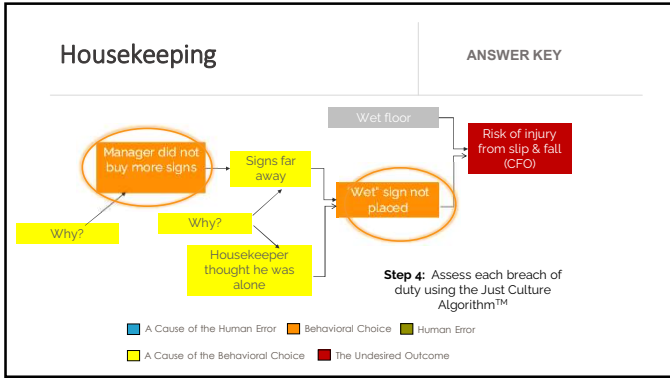 Housekeeping
ANSWER KEY
Wet floor
Risk of injury
from slip & fall
(CFO)
Manager did not
buy more signs
Signs far
away
"Wet" sign not
placed
Why?
Why?
Housekeeper
thought he was
alone
Step 4: Assess each breach of
duty using the Just Culture
Algorithm™
A Cause of the Human Error
Behavioral Choice
Human Error
A Cause of the Behavioral Choice
The Undesired Outcome